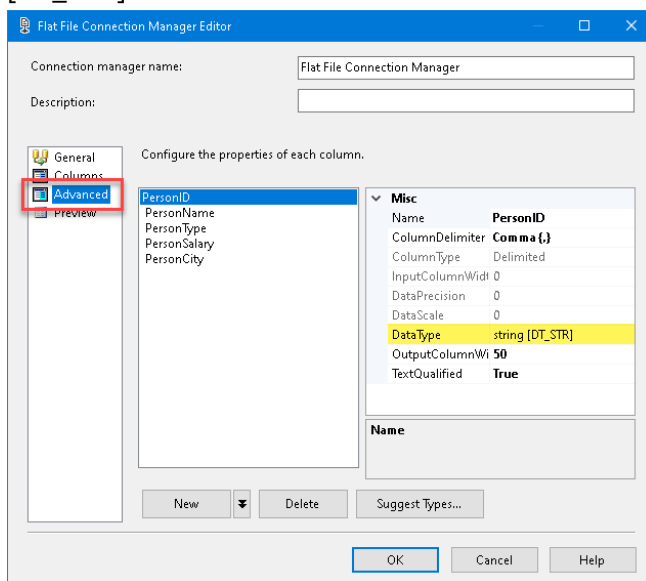 Flat File Connection Manager Editor
Connection manager name:
Flat File Connection Manager
Description:
General
Configure the properties of each column.
Columns
Advanced
Preview
PersonID
PersonName
PersonType
PersonSalary
PersonCity
Misc
Name PersonID
ColumnDelimiter Comma {,}
ColumnType Delimited
InputColumnWidt 0
DataPrecision 0
DataScale 0
DataType string [DT_STR]
OutputColumnWi 50
TextQualified True
Name
New
Delete
Suggest Types...
OK
Cancel
Help